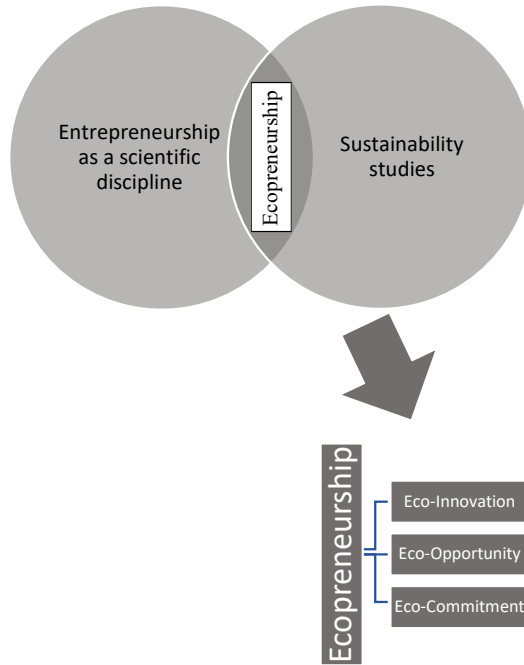 Entrepreneurship
as a scientific
discipline
Ecopreneurship
Sustainability
studies
Ecopreneurship
Eco-Innovation
Eco-Opportunity
Eco-Commitment